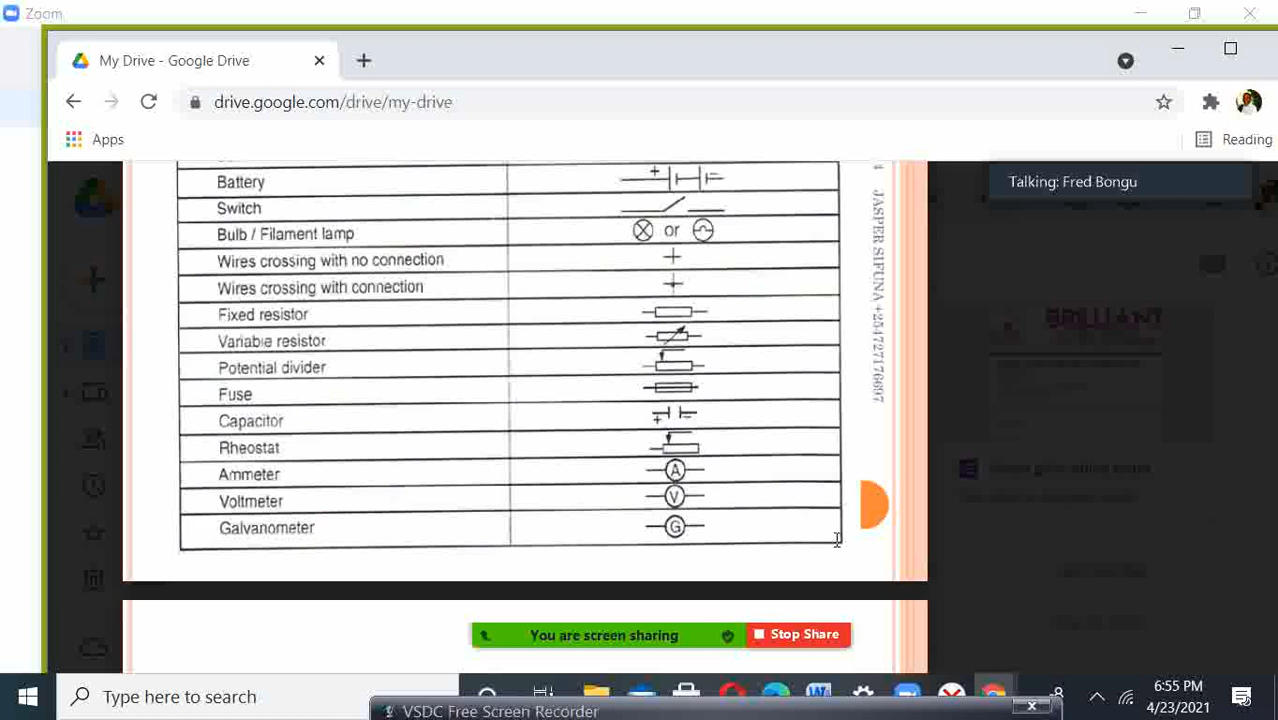 Zoom
My Drive - Google Drive
drive.google.com/drive/my-drive
Apps
Reading
Talking: Fred Bongu
Battery
+
Switch
Bulb / Filament lamp
or
Wires crossing with no connection
Wires crossing with connection
Fixed resistor
Variable resistor
Potential divider
Fuse
Capacitor
+ −
Rheostat
Ammeter
A
Voltmeter
V
Galvanometer
G
JASPER SIFUNA +254727176697
BRILLIANT
You are screen sharing
Stop Share
Type here to search
6:55 PM
4/23/2021
VSDC Free Screen Recorder